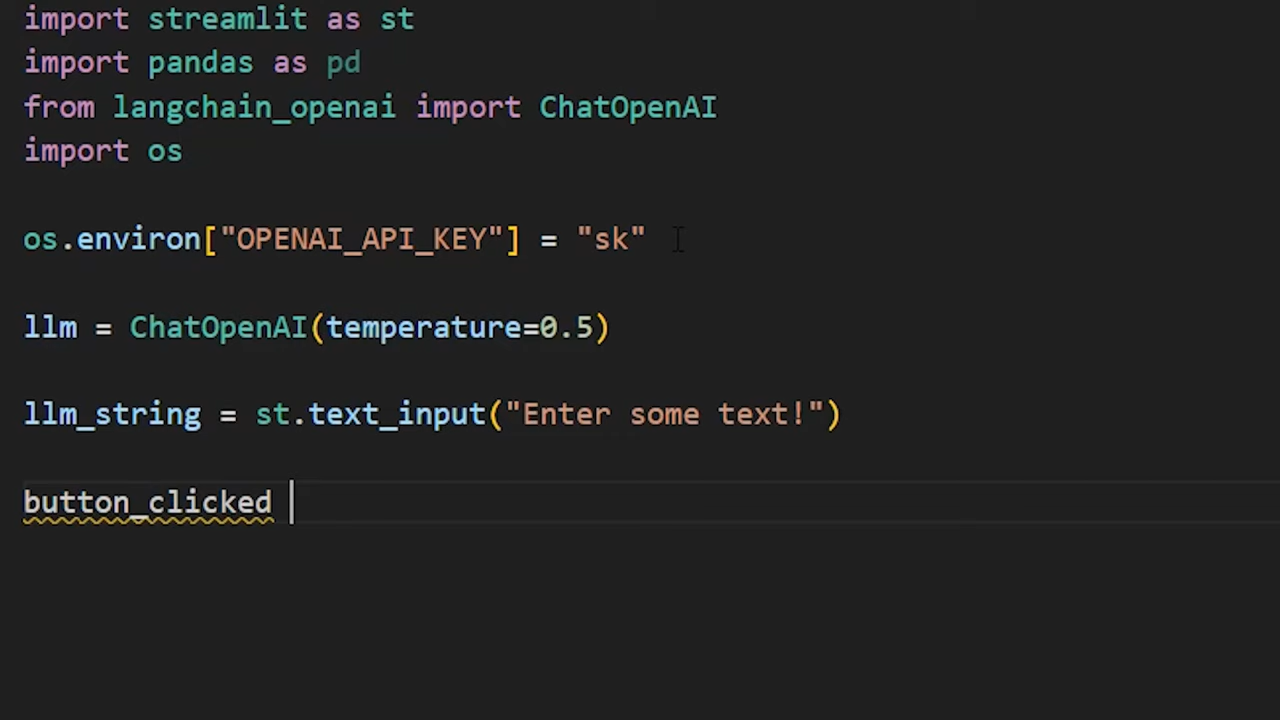 import streamlit as st
import pandas as pd
from langchain_openai import ChatOpenAI
import os
os.environ["OPENAI_API_KEY"] = "sk"
llm = ChatOpenAI(temperature=0.5)
llm_string = st.text_input("Enter some text!")
button_clicked